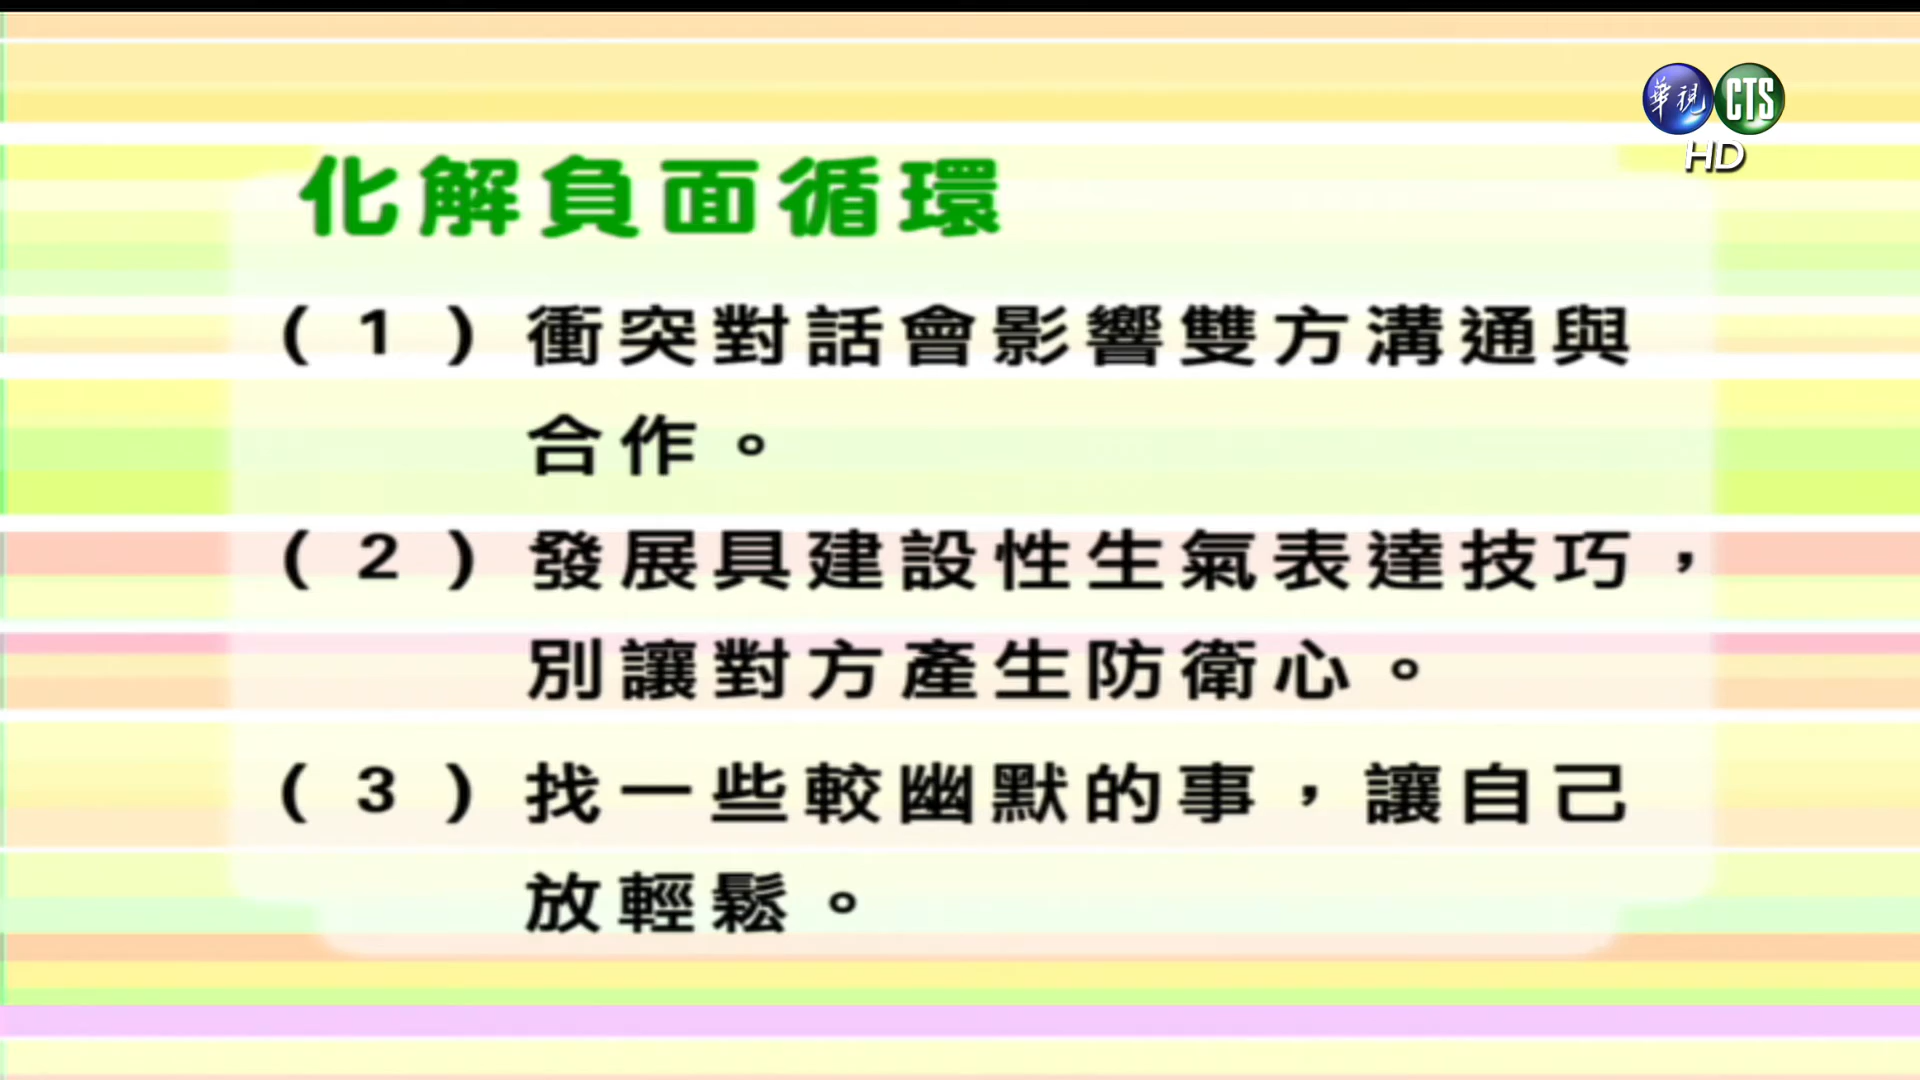 華視 CTS
HD
化解負面循環
(1)衝突對話會影響雙方溝通與
合作。
(2)發展具建設性生氣表達技巧，
別讓對方產生防衛心。
(3)找一些較幽默的事，讓自己
放輕鬆。